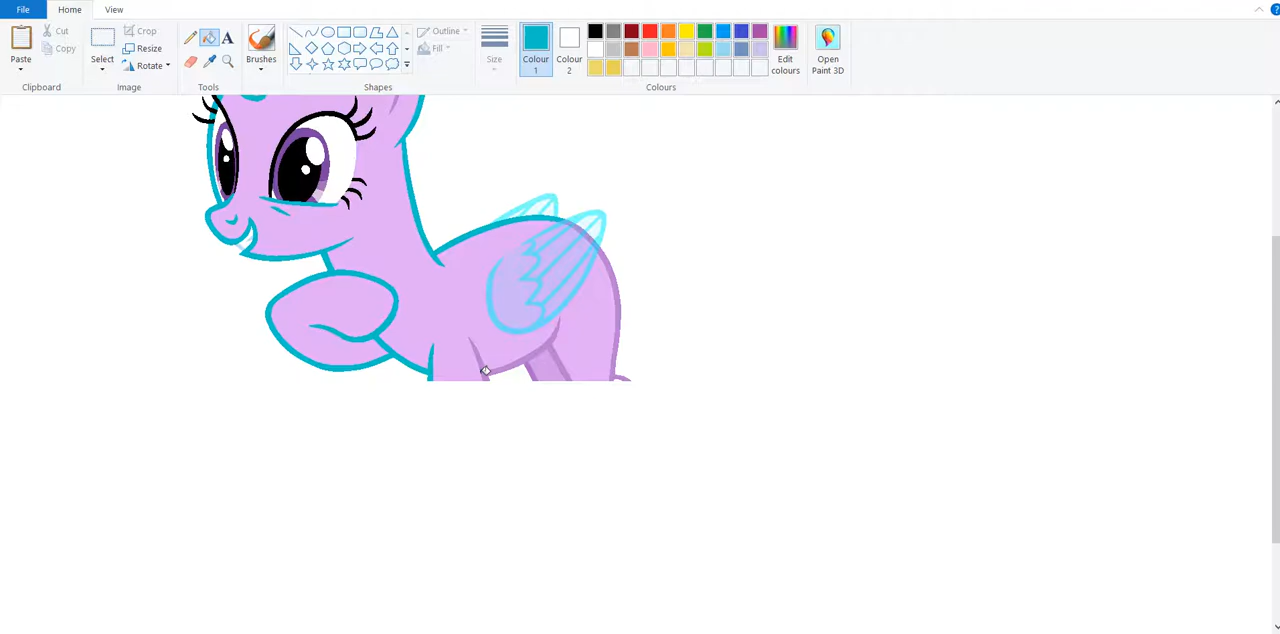 File Home View
Paste
Cut
Copy
Clipboard
Select
Crop
Resize
Rotate
Image
A
Tools
Brushes
Outline
Fill
Shapes
Size
Colour 1
Colour 2
Edit colours
Open Paint 3D
Colours